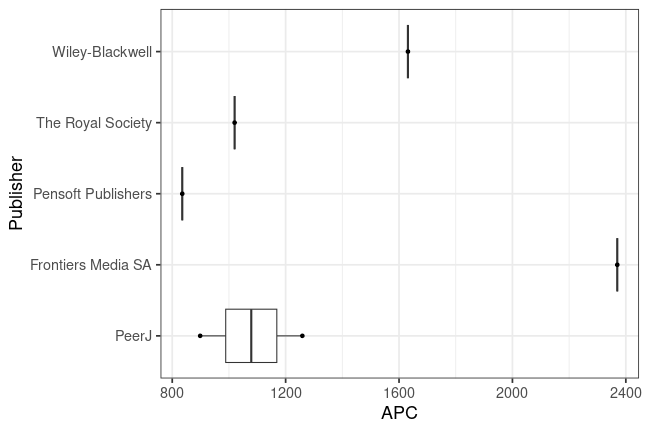 Publisher
Wiley-Blackwell
The Royal Society
Pensoft Publishers
Frontiers Media SA
PeerJ
800 1200 1600 2000 2400
APC